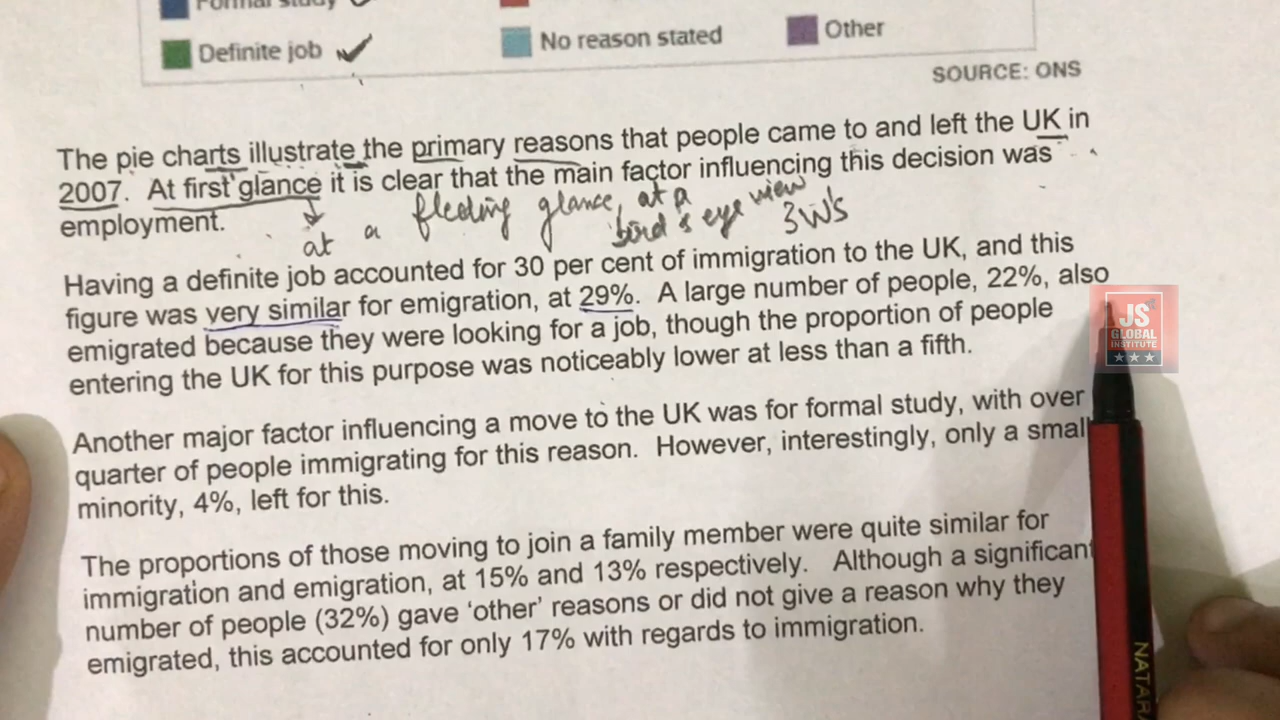 Formal study
Definite job
No reason stated
Other
SOURCE: ONS
The pie charts illustrate the primary reasons that people came to and left the UK in
2007. At first glance it is clear that the main factor influencing this decision was
employment.
at a fleeting glance, at a
bird's eye view
3W's
Having a definite job accounted for 30 per cent of immigration to the UK, and this
figure was very similar for emigration, at 29%. A large number of people, 22%, also
emigrated because they were looking for a job, though the proportion of people
entering the UK for this purpose was noticeably lower at less than a fifth.
Another major factor influencing a move to the UK was for formal study, with over
quarter of people immigrating for this reason. However, interestingly, only a small
minority, 4%, left for this.
The proportions of those moving to join a family member were quite similar for
immigration and emigration, at 15% and 13% respectively. Although a significant
number of people (32%) gave 'other' reasons or did not give a reason why they
emigrated, this accounted for only 17% with regards to immigration.
JS
GLOBAL
INSTITUTE
NATARA